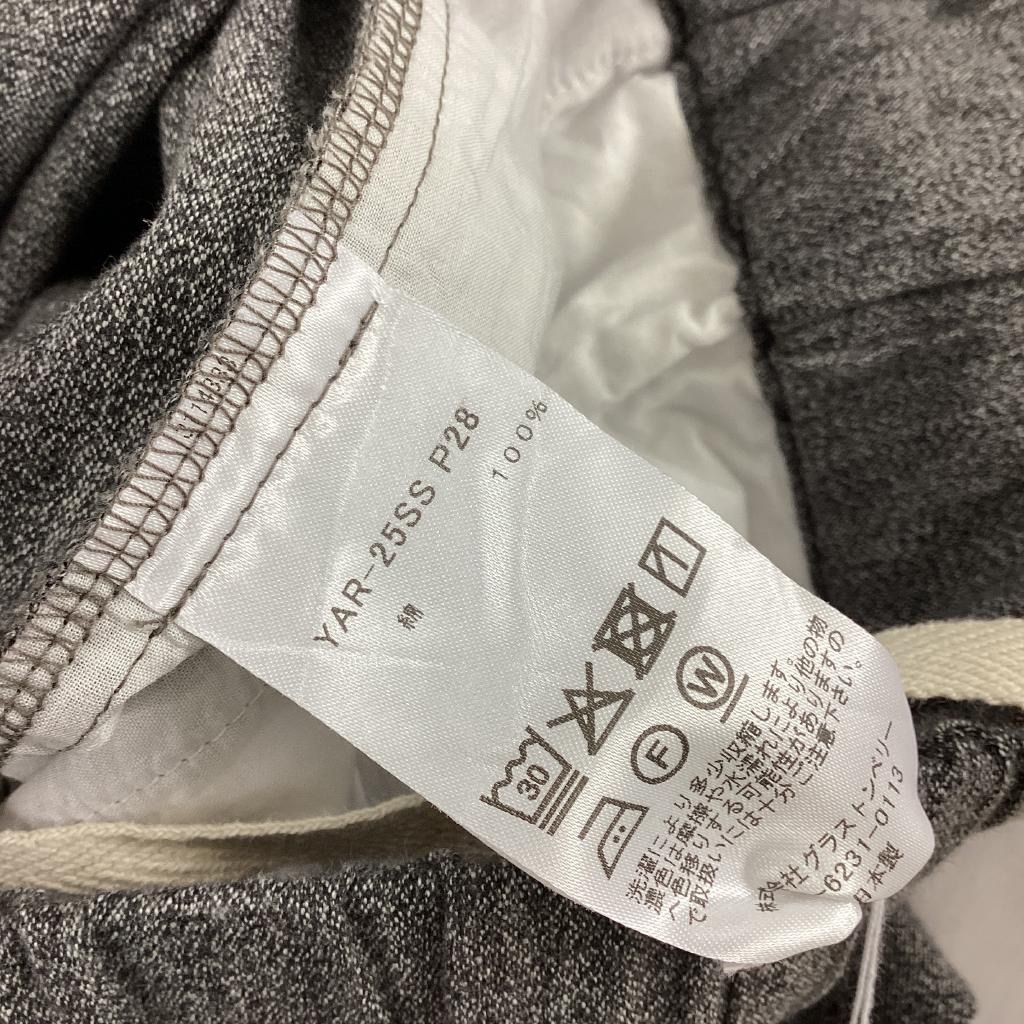 YAR-25SS P28
綿 100%
30
F
W
洗濯により多少収縮します。
濃色は摩擦や水濡れにより他の物
へ色移りする可能性がありますの
で取扱いには十分に注意下さい。
株式会社グラストンベリー
6231-0113
日本製